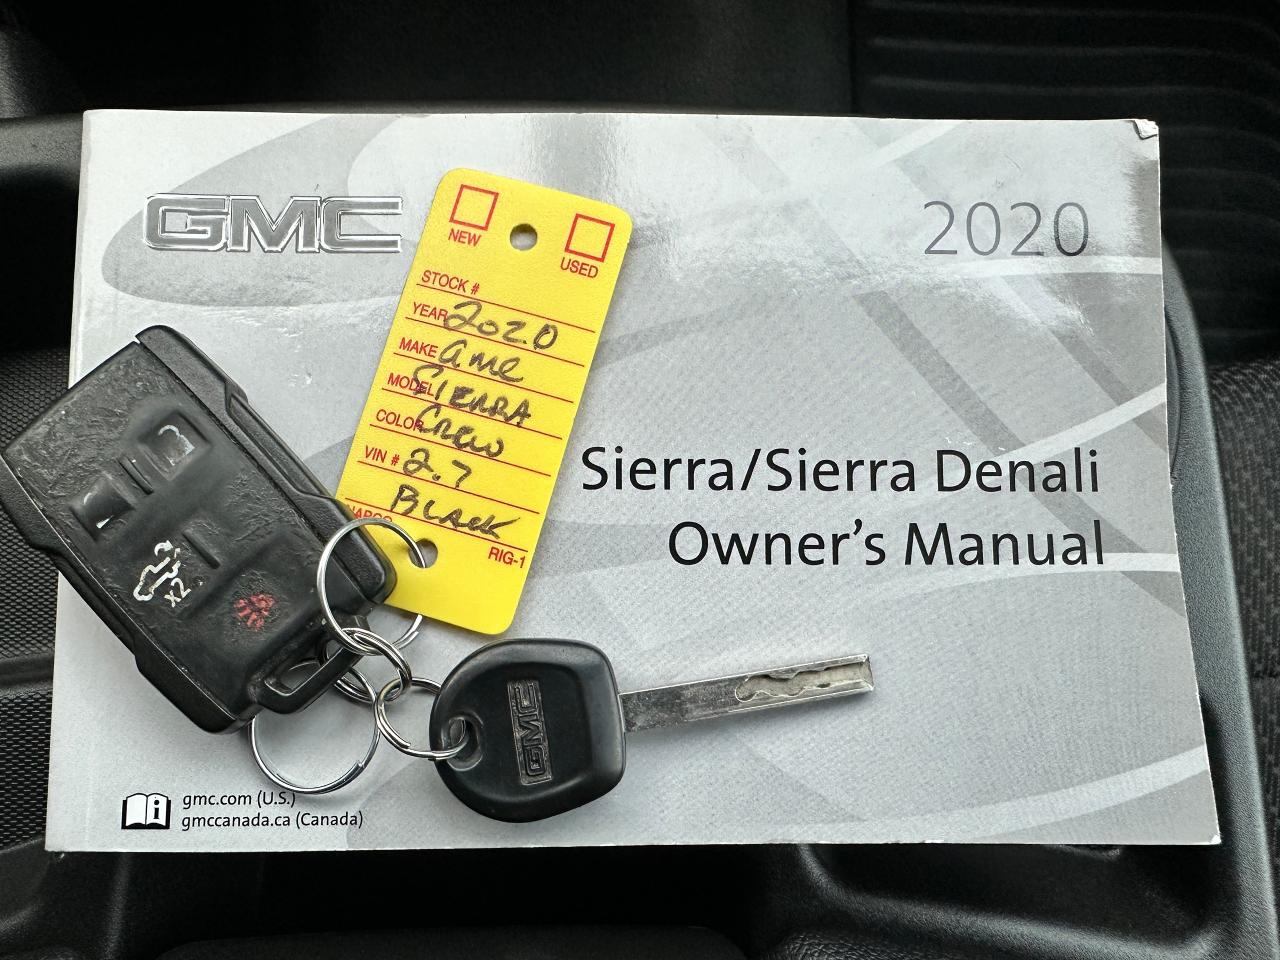 GMC
2020
NEW
USED
STOCK #
YEAR 2020
MAKE GMC
MODEL SIERRA
COLOR CREW
VIN # 2.7
BLACK
RIG-1
Sierra/Sierra Denali
Owner's Manual
x2
GMC
gmc.com (U.S.)
gmccanada.ca (Canada)